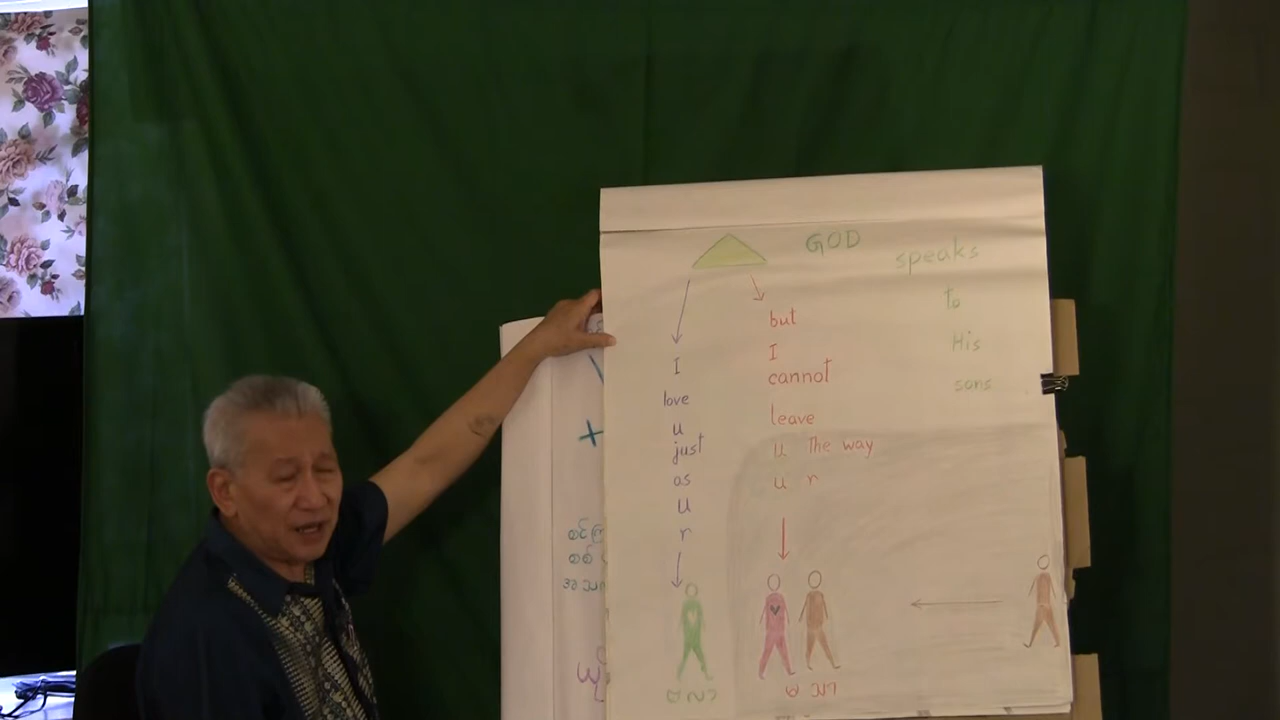 GOD speaks
to
His
sons
I
love
u
just
as
u
r
but
I
cannot
leave
u The way
u r